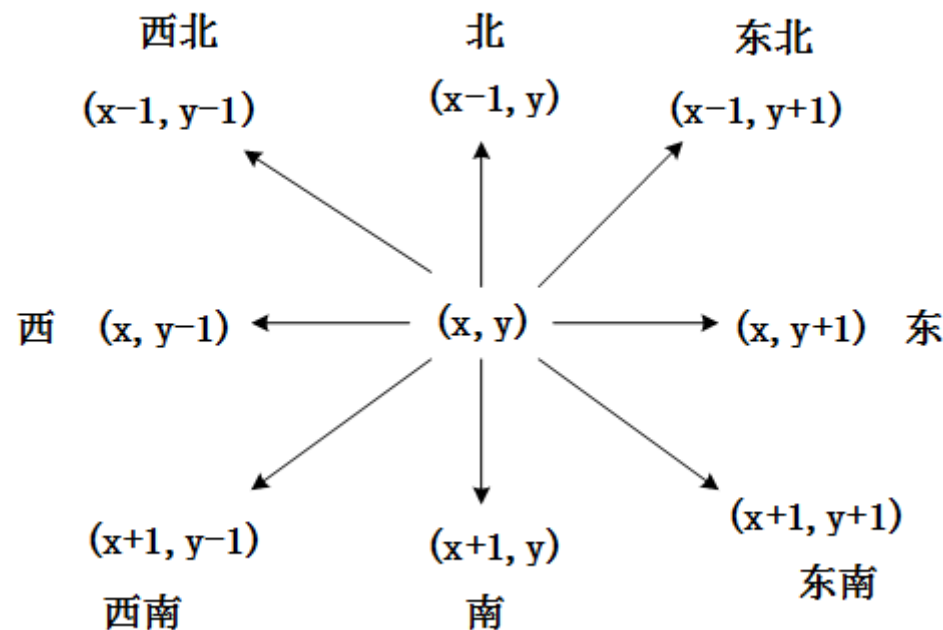 西北 北 东北
(x-1, y-1) (x-1, y) (x-1, y+1)
西 (x, y-1) (x, y) (x, y+1) 东
(x+1, y-1) (x+1, y) (x+1, y+1)
西南 南 东南